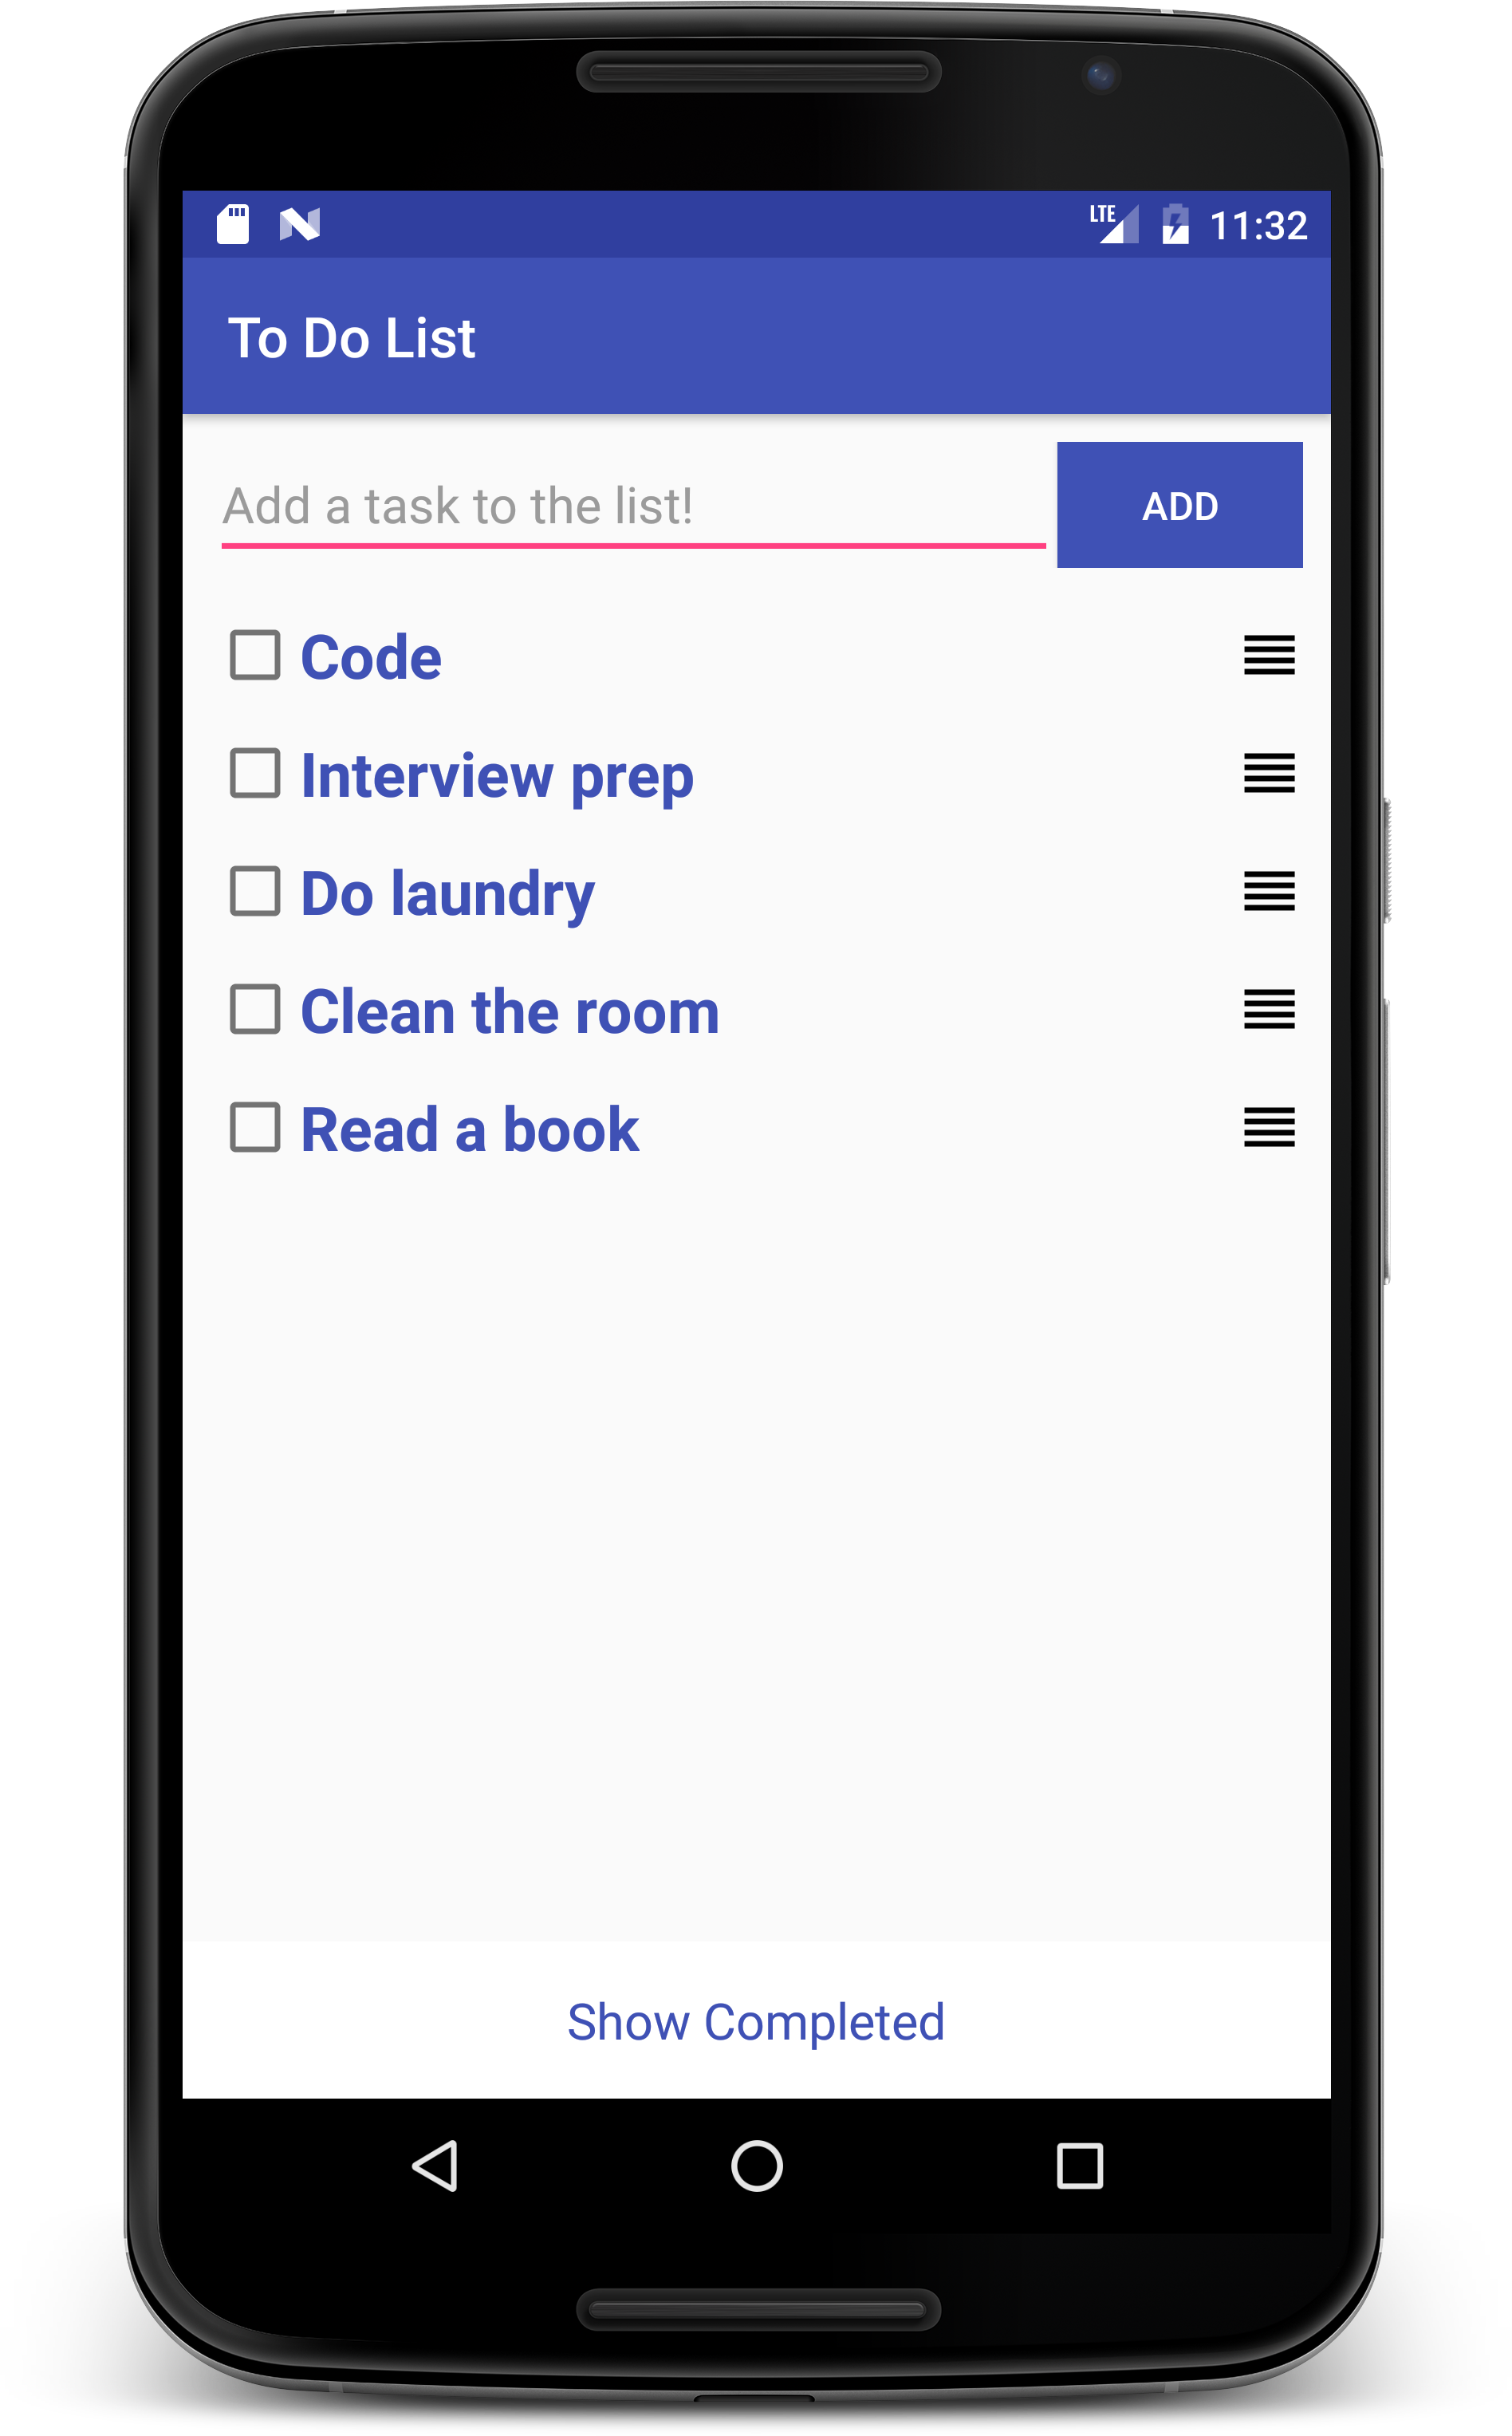 LTE 11:32
To Do List
Add a task to the list! ADD
Code
Interview prep
Do laundry
Clean the room
Read a book
Show Completed